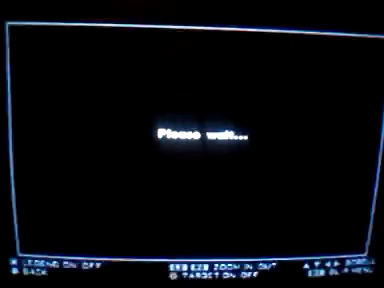 Please wait...
LEGEND ON/OFF ZOOM IN/OUT SCROLL
BACK TARGET ON/OFF MENU